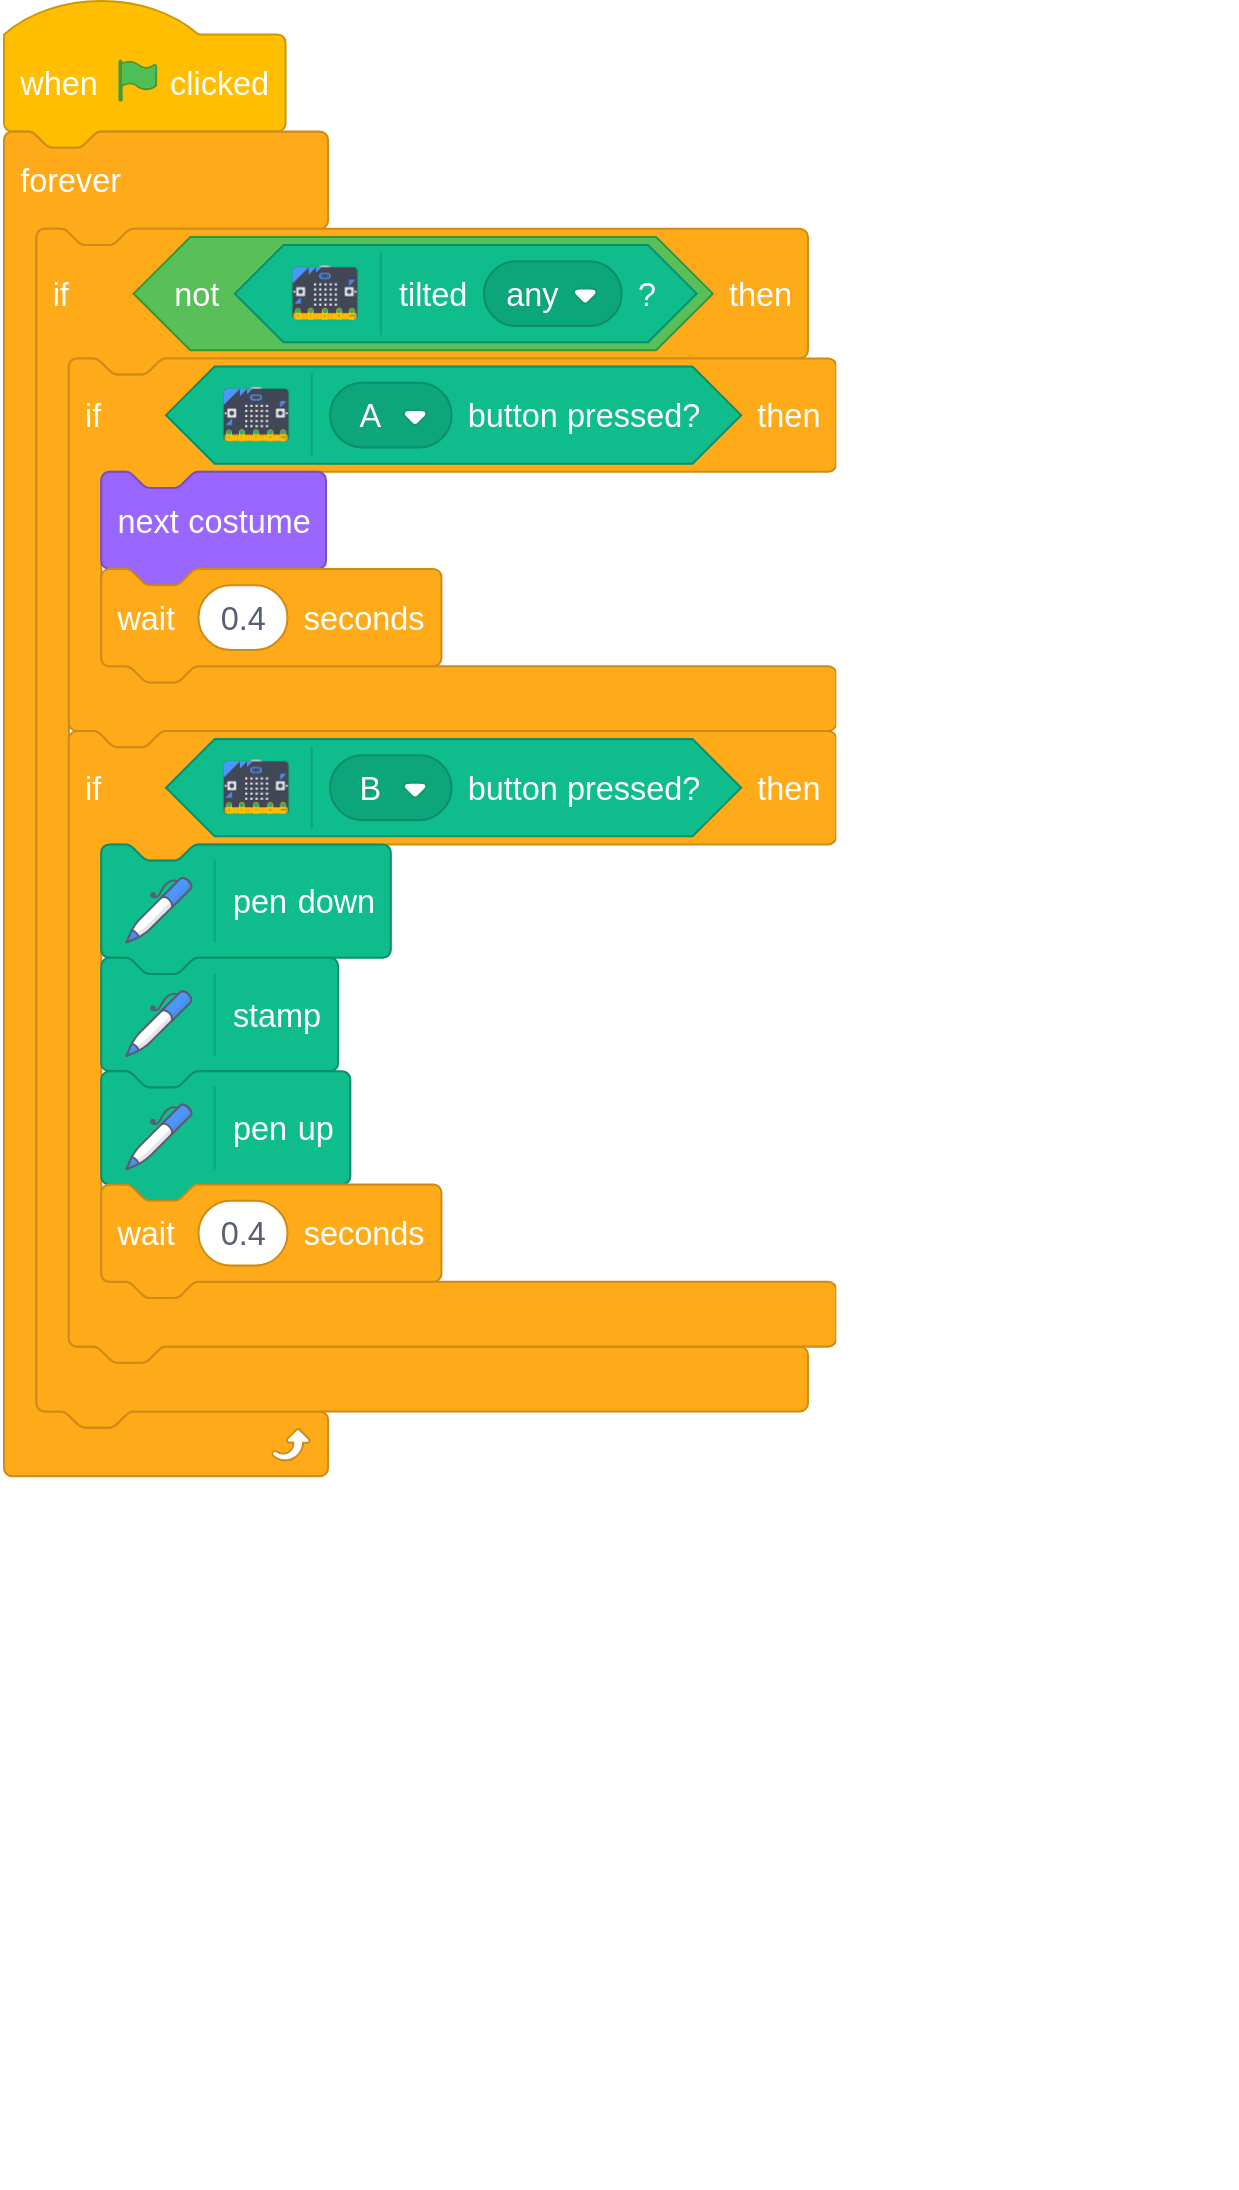 when clicked
forever
if not tilted any ? then
if A button pressed? then
next costume
wait 0.4 seconds
if B button pressed? then
pen down
stamp
pen up
wait 0.4 seconds